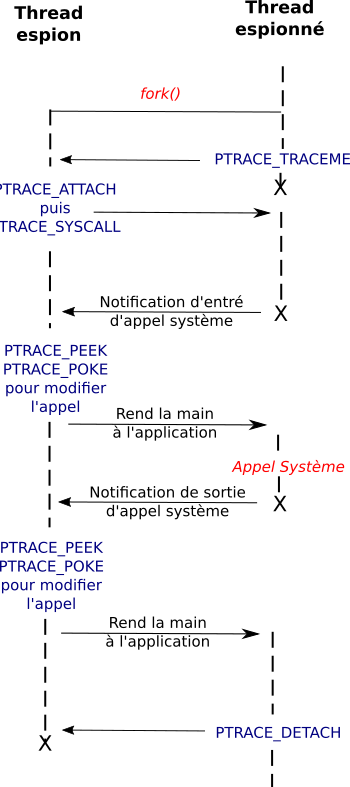 Thread
espion
Thread
espionné
fork()
PTRACE_TRACEME
PTRACE_ATTACH
puis
TRACE_SYSCALL
Notification d'entré
d'appel système
PTRACE_PEEK
PTRACE_POKE
pour modifier
l'appel
Rend la main
à l'application
Appel Système
Notification de sortie
d'appel système
PTRACE_PEEK
PTRACE_POKE
pour modifier
l'appel
Rend la main
à l'application
PTRACE_DETACH